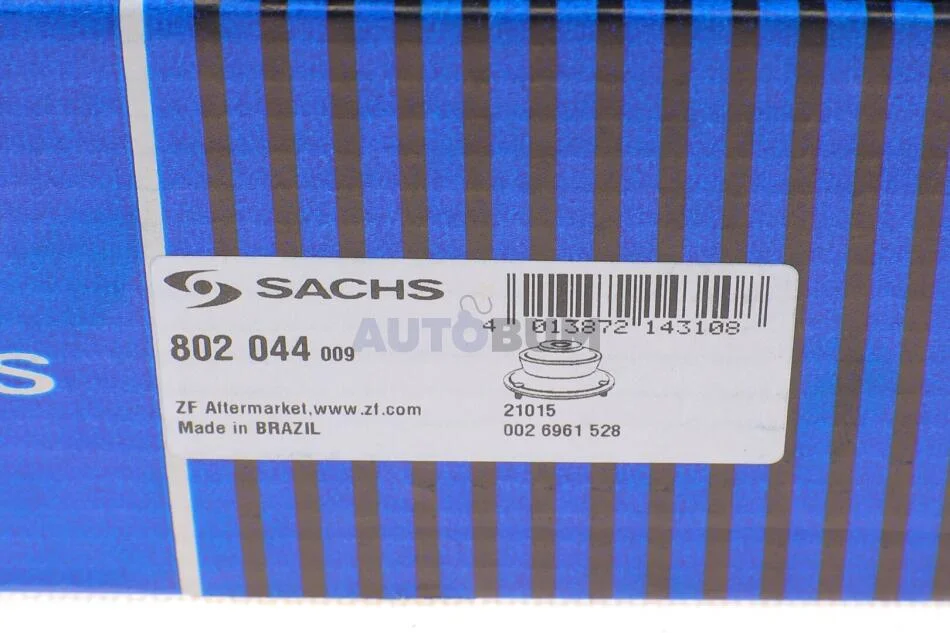 S
SACHS
4 013872 143108
AUTOBUM
802 044 009
ZF Aftermarket,www.zf.com
Made in BRAZIL
21015
002 6961 528